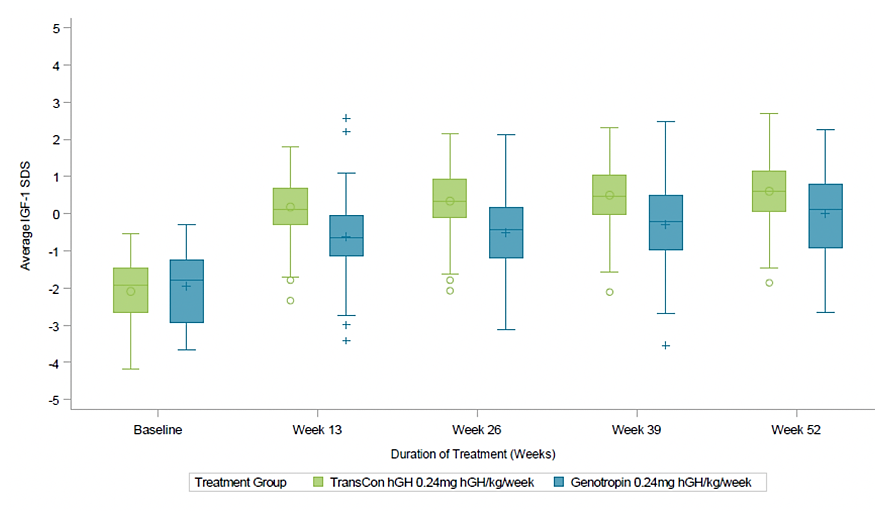 5
4
3
2
1
0
-1
-2
-3
-4
-5
Average IGF-1 SDS
Baseline Week 13 Week 26 Week 39 Week 52
Duration of Treatment (Weeks)
Treatment Group TransCon hGH 0.24mg hGH/kg/week Genotropin 0.24mg hGH/kg/week